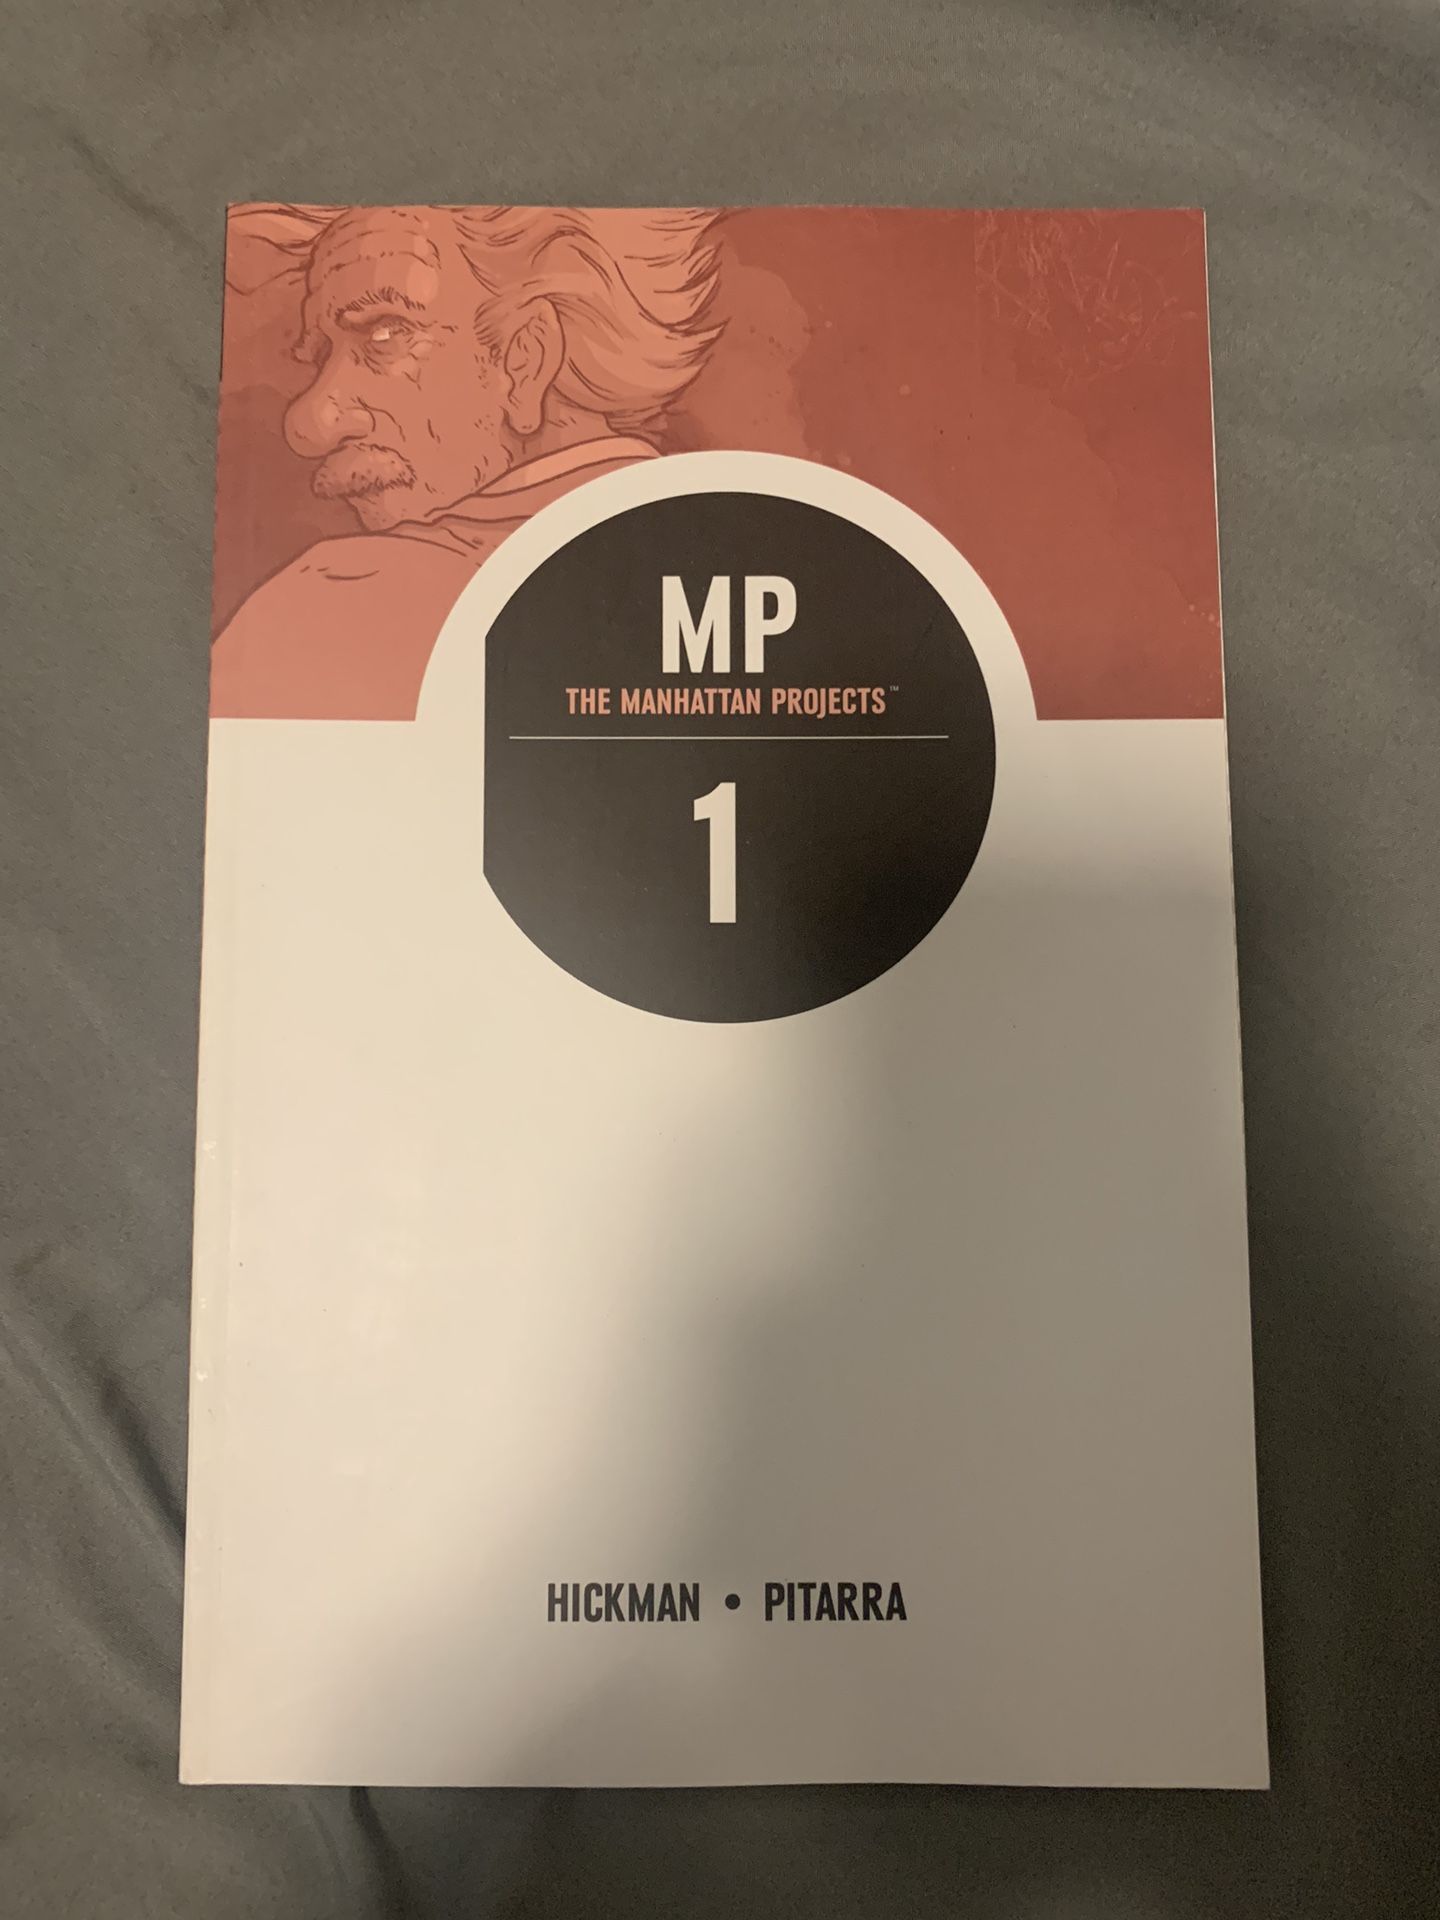 MP
THE MANHATTAN PROJECTS™
1
HICKMAN • PITARRA